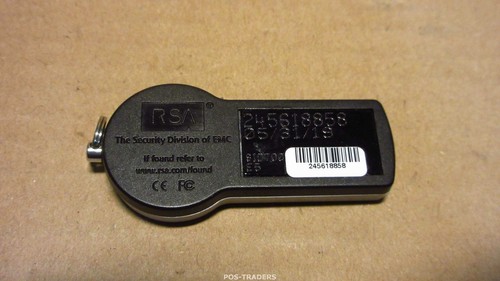 RSA®
The Security Division of EMC
If found refer to
www.rsa.com/found
CE FC
245618858
05/31/19
245618858
POS-TRADERS